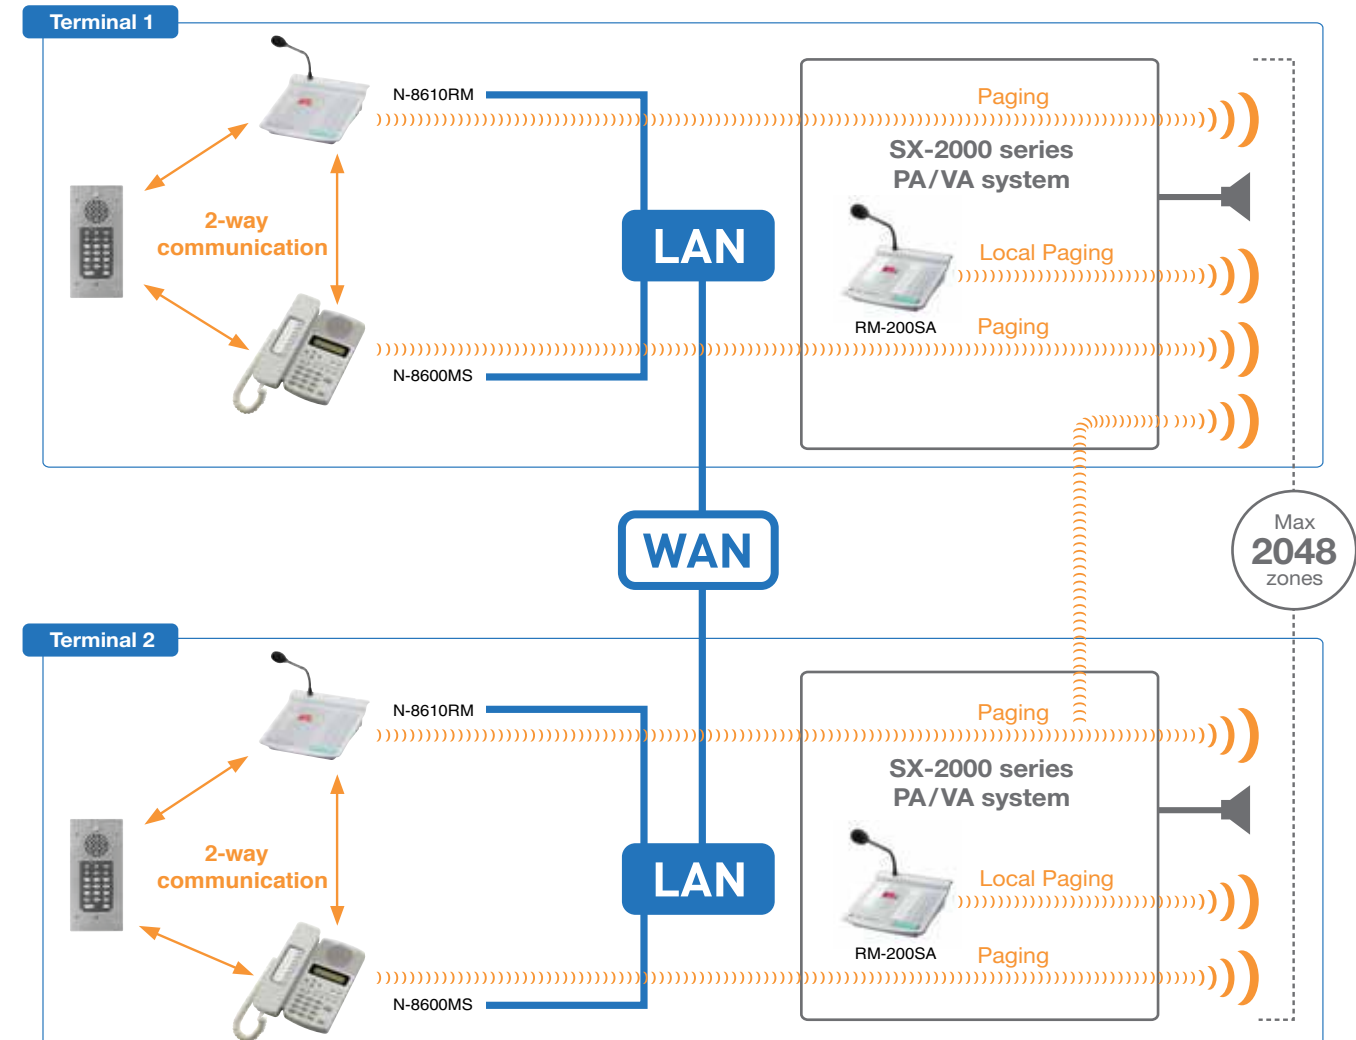 Terminal 1
N-8610RM
Paging
SX-2000 series
PA/VA system
2-way
communication
LAN
Local Paging
RM-200SA
Paging
N-8600MS
WAN
Max
2048
zones
Terminal 2
N-8610RM
Paging
SX-2000 series
PA/VA system
2-way
communication
LAN
Local Paging
RM-200SA
Paging
N-8600MS